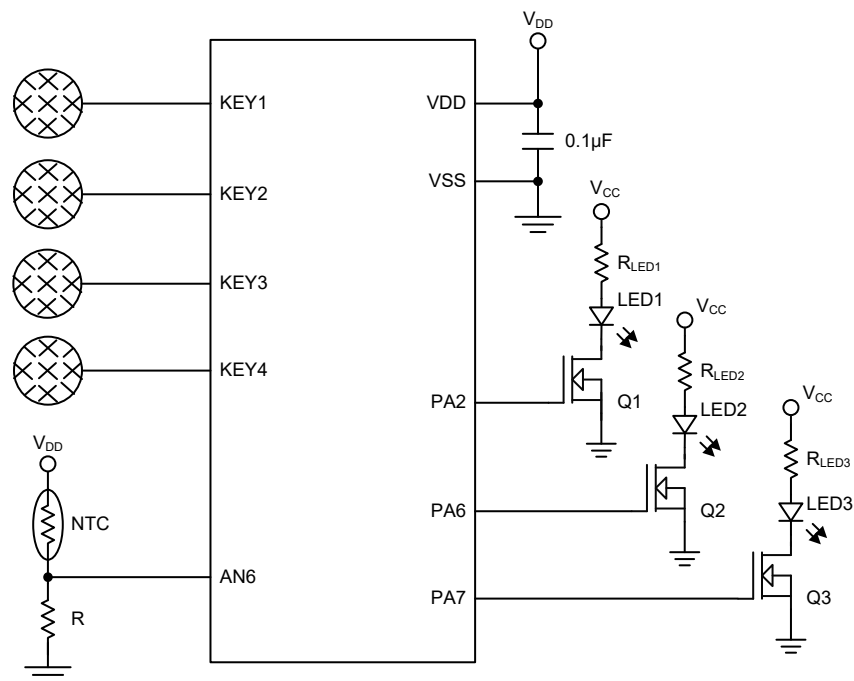 KEY1
KEY2
KEY3
KEY4
VDD
NTC
R
AN6
VDD
VSS
PA2
PA6
PA7
VDD
0.1µF
VCC
RLED1
LED1
Q1
VCC
RLED2
LED2
Q2
VCC
RLED3
LED3
Q3